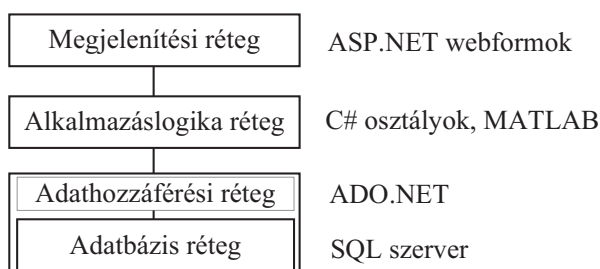 Megjelenítési réteg ASP.NET webformok
Alkalmazáslogika réteg C# osztályok, MATLAB
Adathozzáférési réteg ADO.NET
Adatbázis réteg SQL szerver